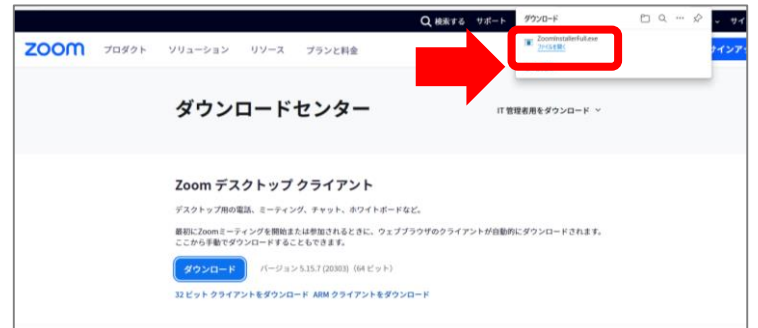 検索する サポート
ダウンロード
ZoomInstallerFull.exe
ファイルを開く
zoom プロダクト ソリューション リソース プランと料金
ダウンロードセンター
IT 管理者用をダウンロード
Zoom デスクトップ クライアント
デスクトップ用の電話、ミーティング、チャット、ホワイトボードなど。
最初にZoomミーティングを開始または参加されるときに、ウェブブラウザのクライアントが自動的にダウンロードされます。
ここから手動でダウンロードすることもできます。
ダウンロード バージョン 5.15.7 (20303) (64 ビット)
32 ビット クライアントをダウンロード ARM クライアントをダウンロード